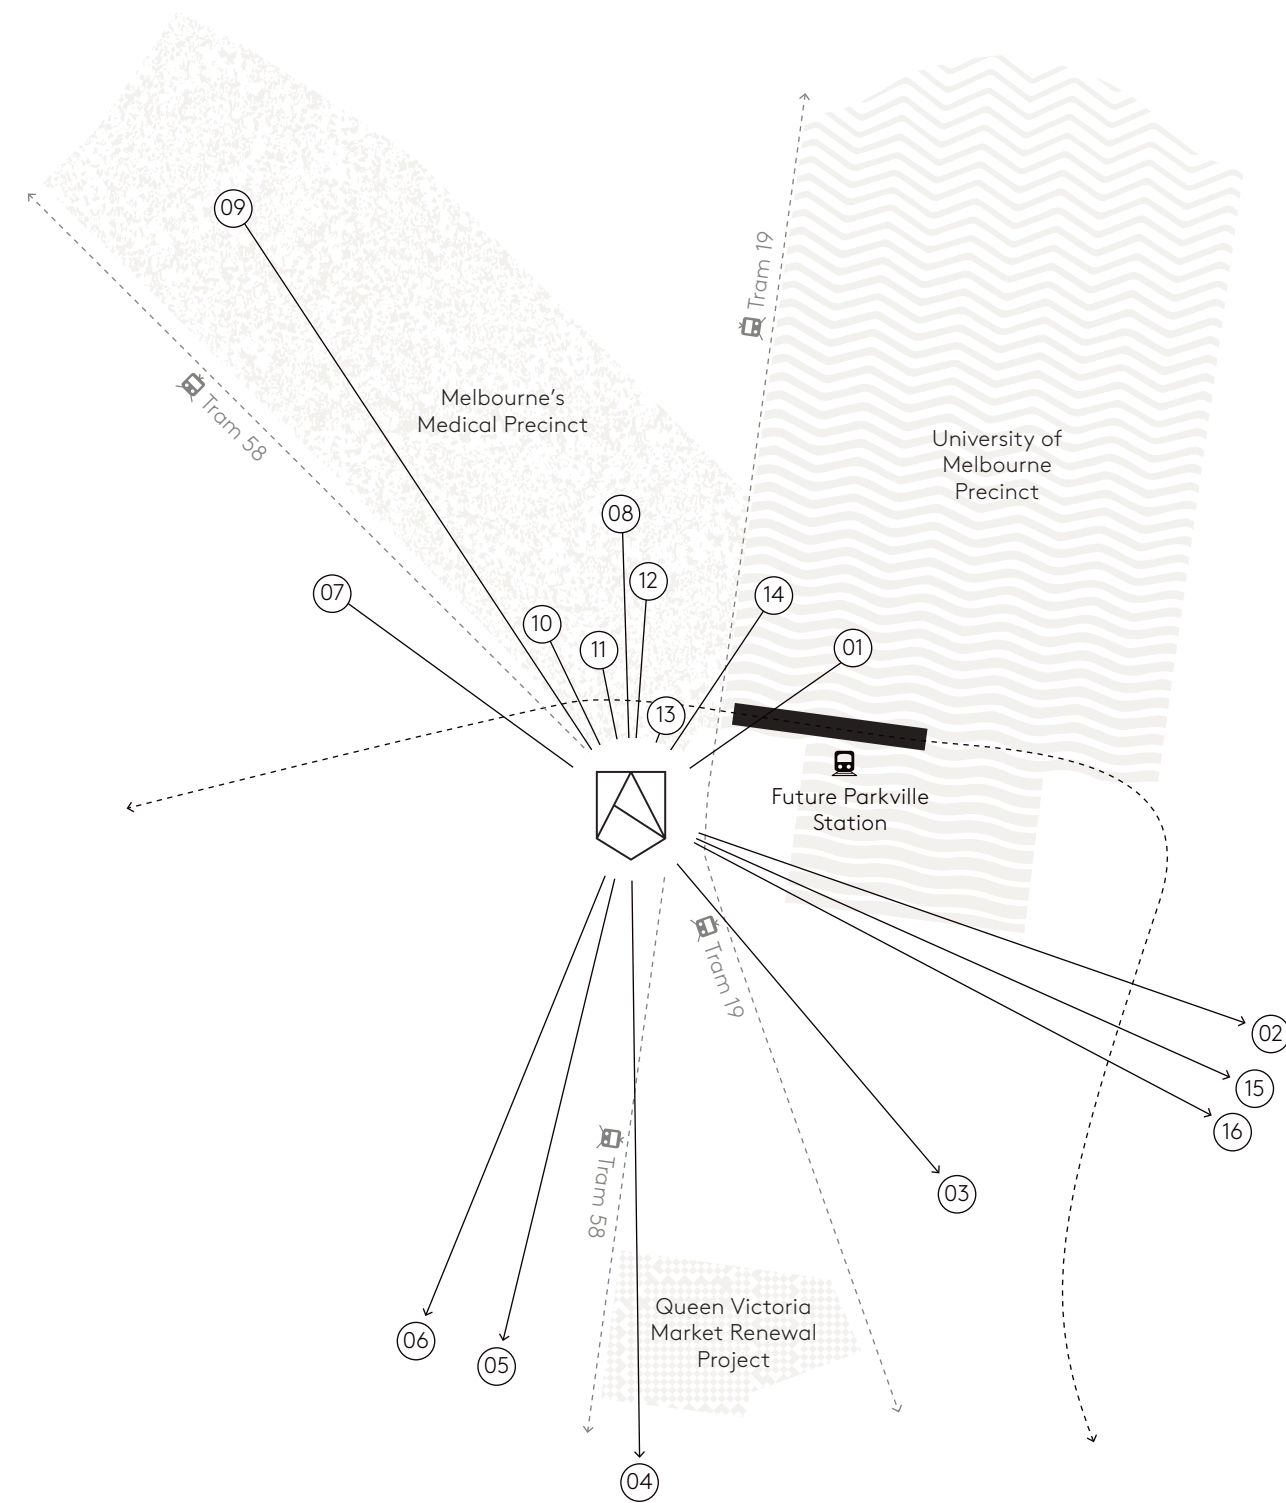 09
Tram 19
Melbourne's
Medical Precinct
Tram 58
University of
Melbourne
Precinct
08
12
07
14
10
11
01
13
Future Parkville
Station
Tram 19
02
15
16
Tram 58
03
Queen Victoria
Market Renewal
Project
06
05
04